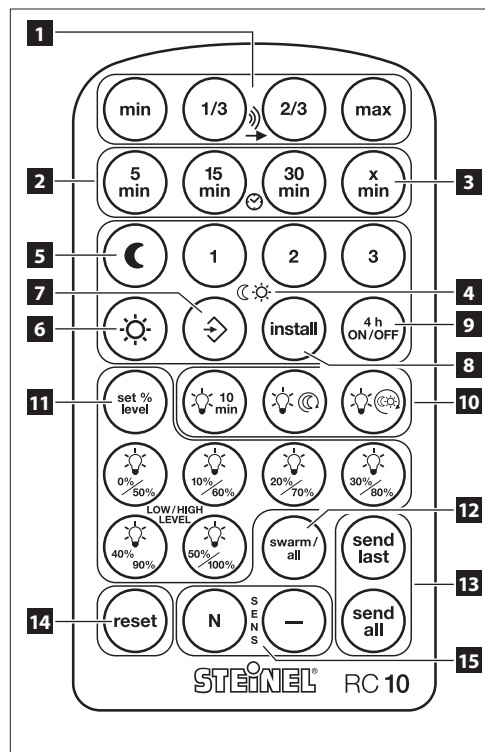 1
min 1/3 2/3 max
2
5 min 15 min 30 min x min
3
5
1 2 3
4
7
6
install
4 h ON/OFF
9
8
11
set % level
10 min
10
0%/50% 10%/60% 20%/70% 30%/80%
LOW/HIGH LEVEL
12
40% 90% 50%/100%
swarm/ all
send last
13
14
reset
N
SENS
—
send all
15
STEINEL® RC 10